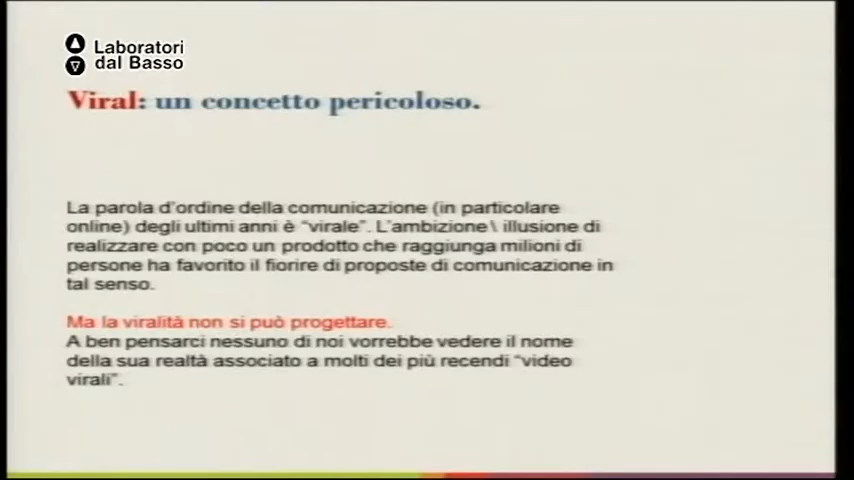 Laboratori
dal Basso
Viral: un concetto pericoloso.
La parola d'ordine della comunicazione (in particolare
online) degli ultimi anni è "virale". L'ambizione \ illusione di
realizzare con poco un prodotto che raggiunga milioni di
persone ha favorito il fiorire di proposte di comunicazione in
tal senso.
Ma la viralità non si può progettare.
A ben pensarci nessuno di noi vorrebbe vedere il nome
della sua realtà associato a molti dei più recendi "video
virali".